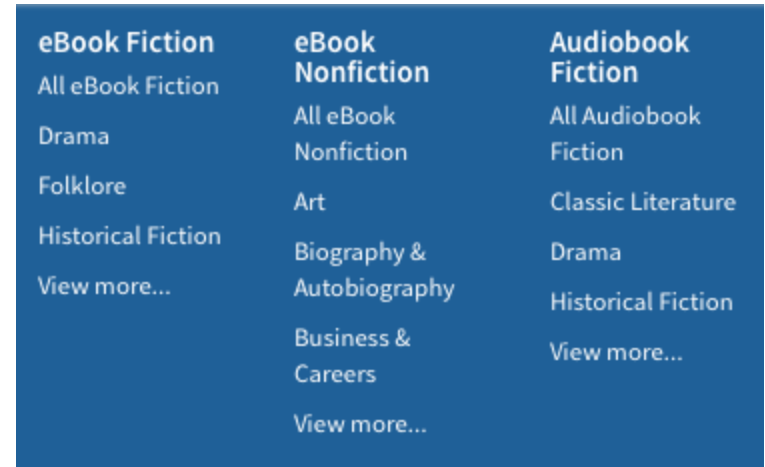 eBook Fiction
All eBook Fiction
Drama
Folklore
Historical Fiction
View more...
eBook
Nonfiction
All eBook
Nonfiction
Art
Biography &
Autobiography
Business &
Careers
View more...
Audiobook
Fiction
All Audiobook
Fiction
Classic Literature
Drama
Historical Fiction
View more...